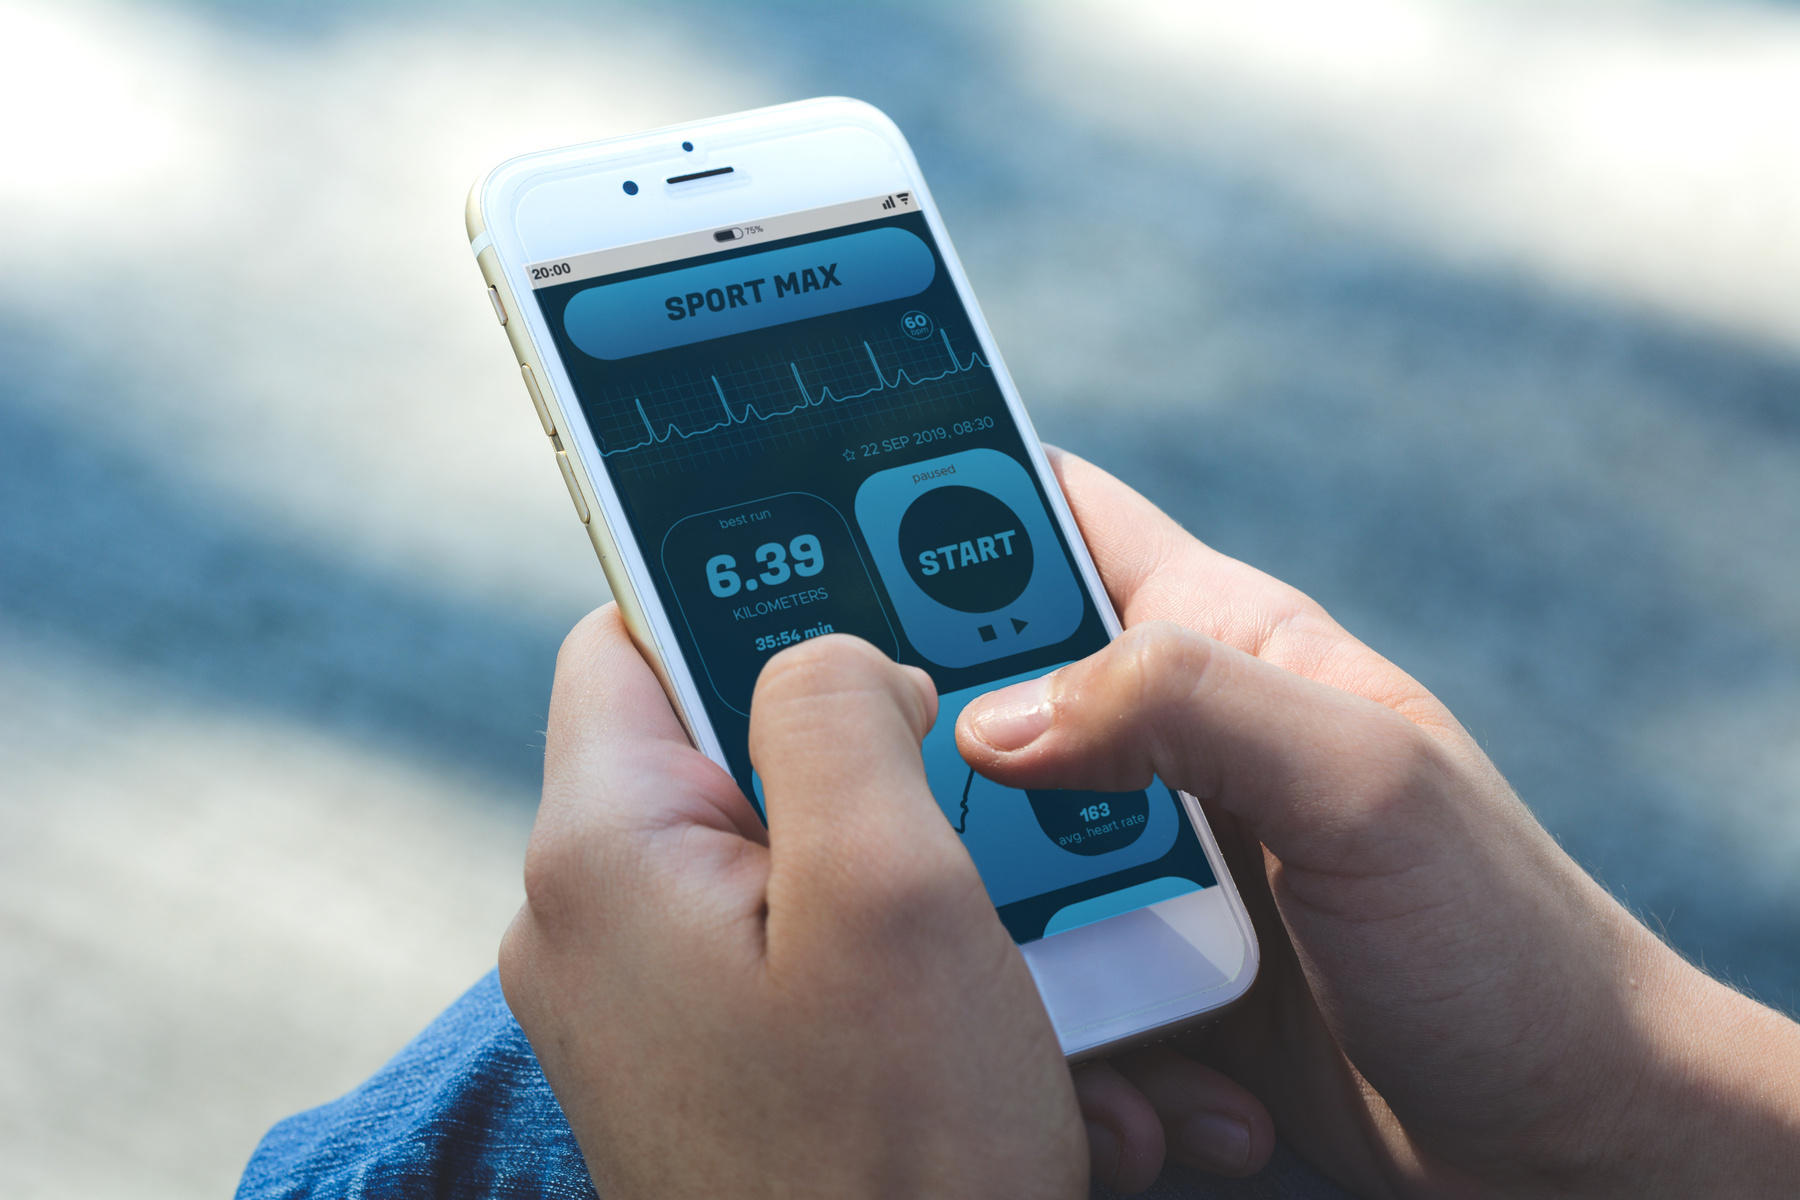 20:00
75%
SPORT MAX
60
bpm
22 SEP 2019, 08:30
best run
6.39
KILOMETERS
35:54 min
paused
START
163
avg. heart rate